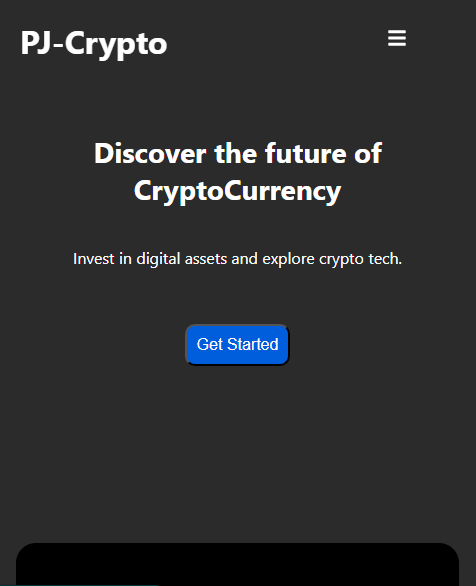 PJ-Crypto
Discover the future of
CryptoCurrency
Invest in digital assets and explore crypto tech.
Get Started